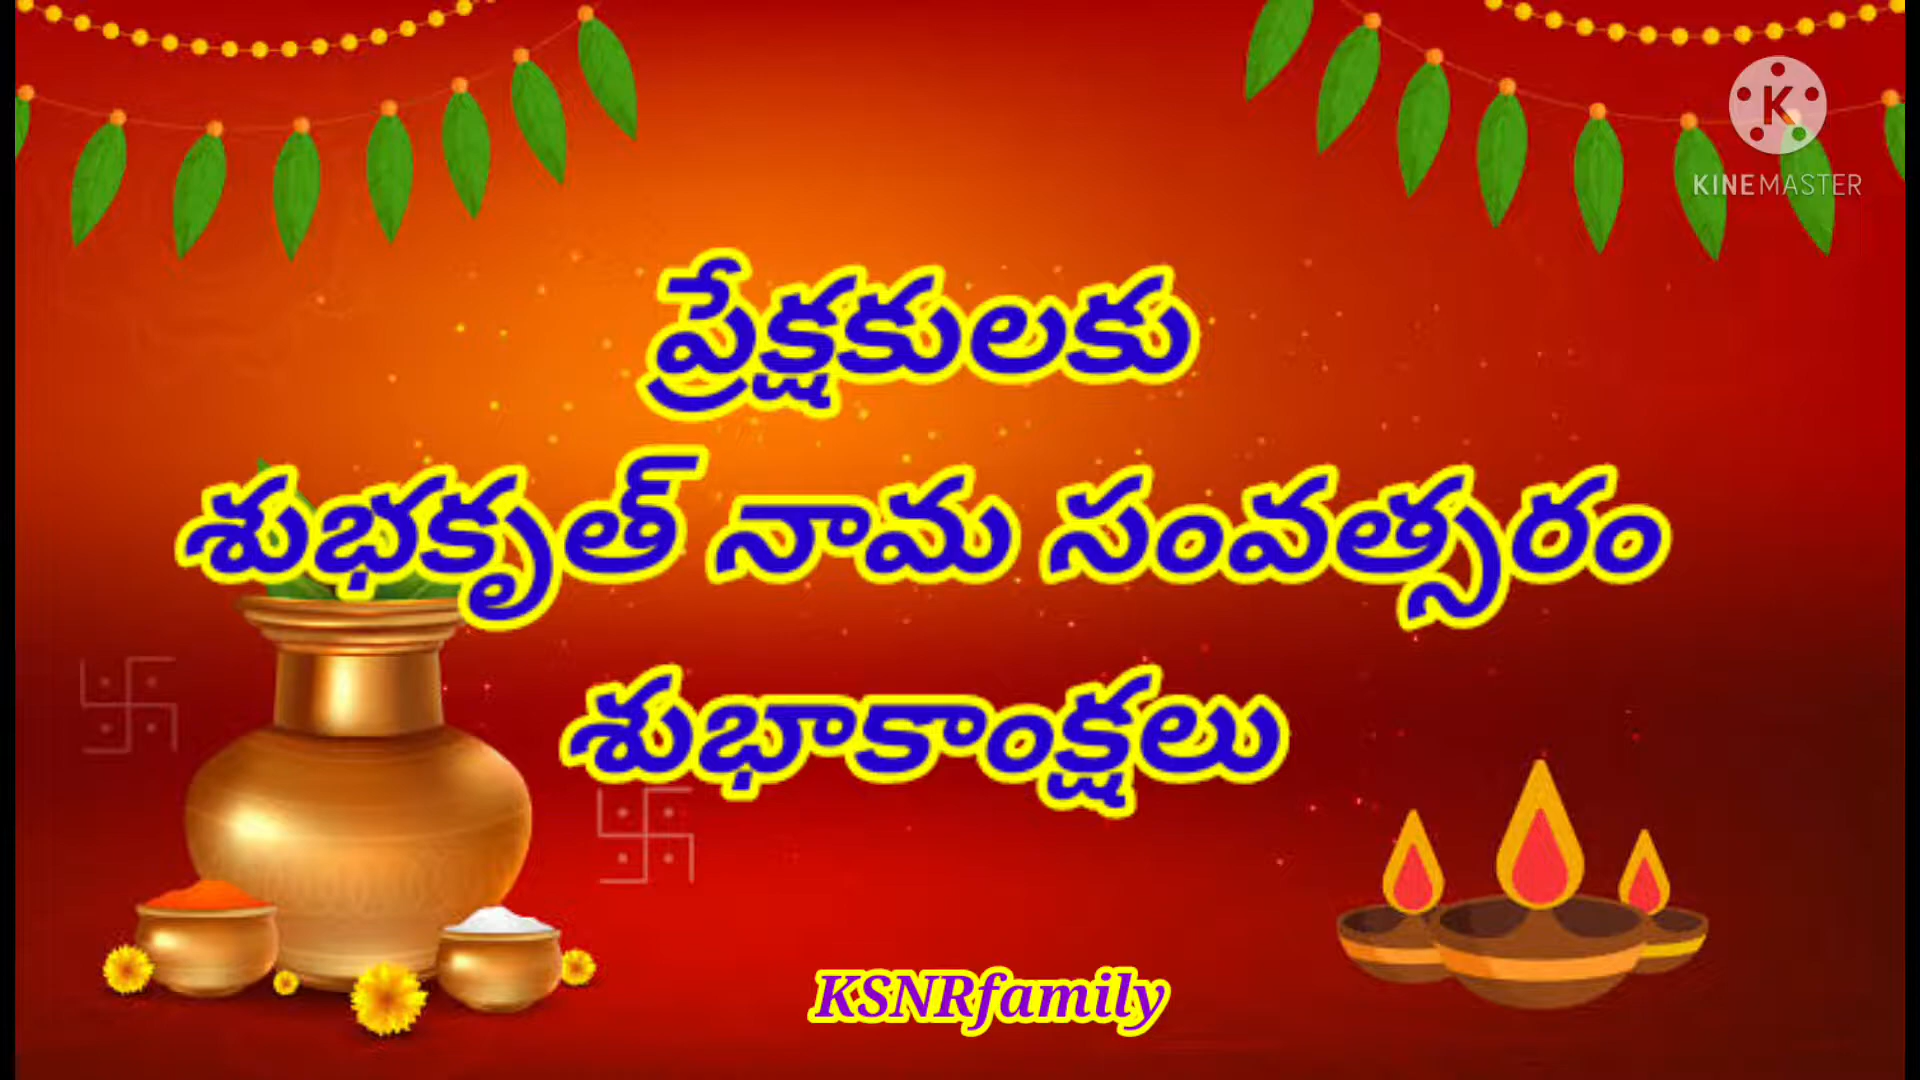 KINEMASTER
ప్రేక్షకులకు
శుభకృత్ నామ సంవత్సరం
శుభాకాంక్షలు
KSNRfamily